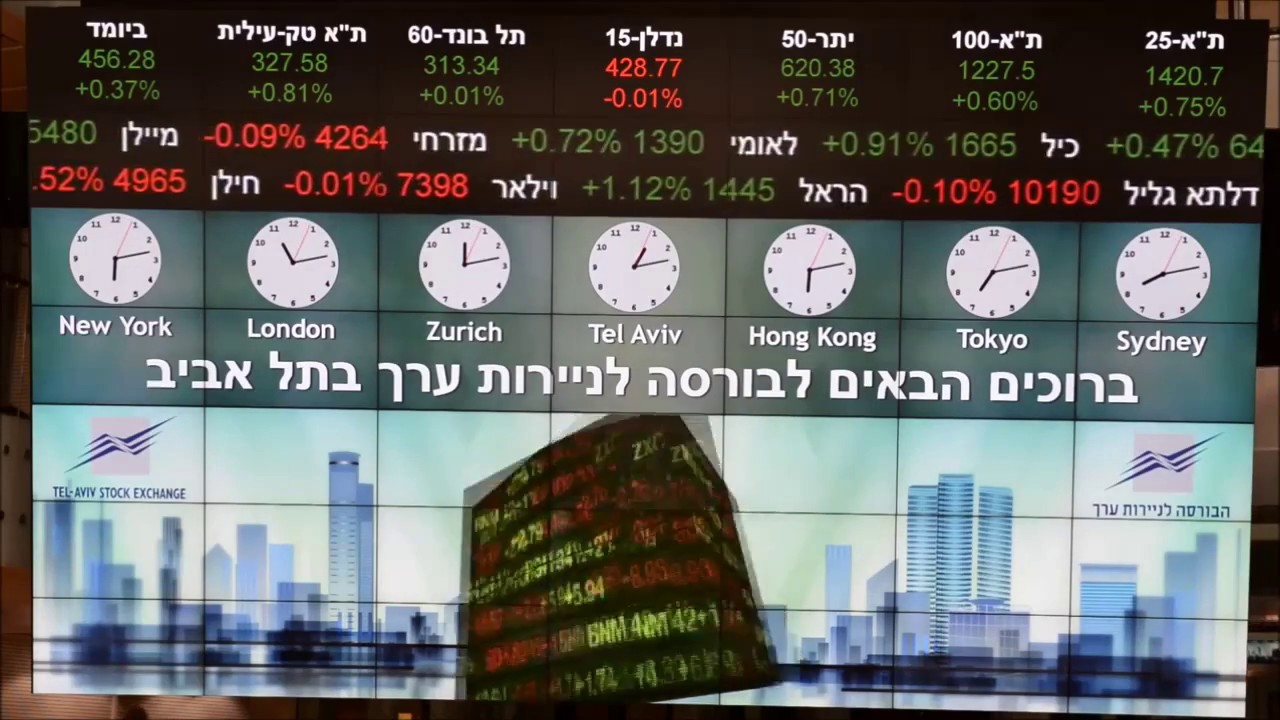 ת"א-25 ת"א-100 יתר-50 נדלן-15 תל בונד-60 ת"א טק-עילית ביומד
1420.7 1227.5 620.38 428.77 313.34 327.58 456.28
+0.75% +0.60% +0.71% -0.01% +0.01% +0.81% +0.37%
64 +0.47% כיל 1665 +0.91% לאומי 1390 +0.72% מזרחי 4264 -0.09% מיילן 5480
דלתא גליל 10190 -0.10% הראל 1445 +1.12% וילאר 7398 -0.01% חילן 4965 .52%
New York London Zurich Tel Aviv Hong Kong Tokyo Sydney
ברוכים הבאים לבורסה לניירות ערך בתל אביב
TEL-AVIV STOCK EXCHANGE
הבורסה לניירות ערך
BNM 4NM 42+1